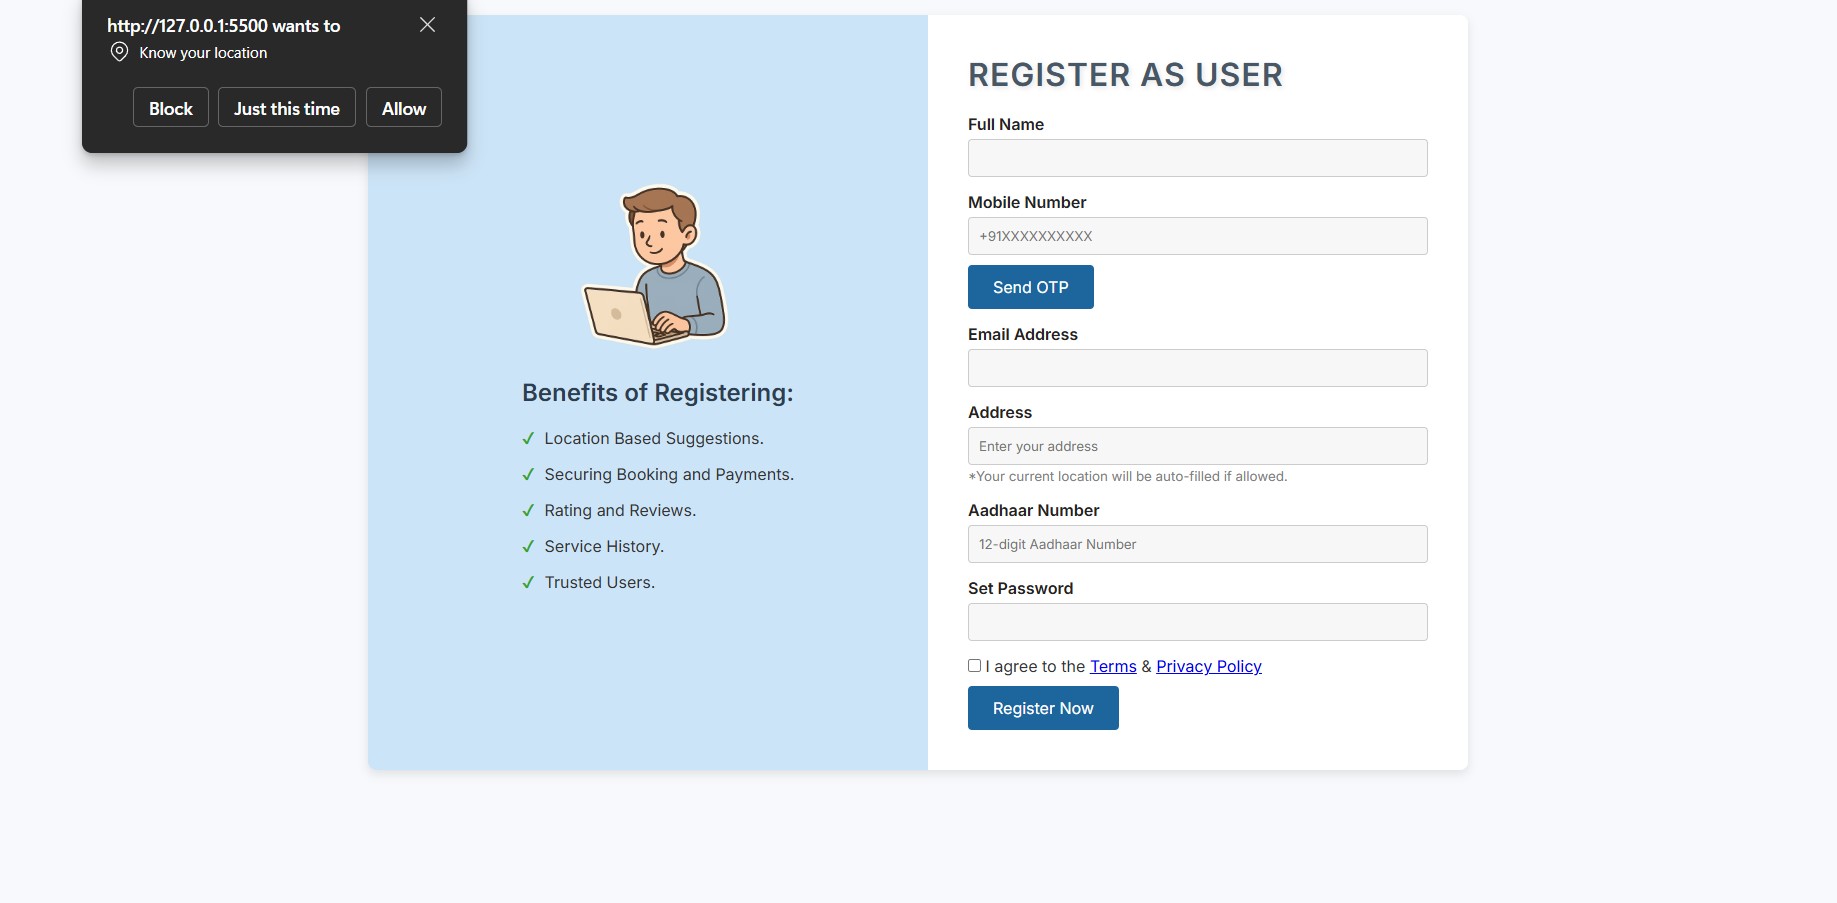 http://127.0.0.1:5500 wants to
Know your location
Block Just this time Allow
Benefits of Registering:
✓ Location Based Suggestions.
✓ Securing Booking and Payments.
✓ Rating and Reviews.
✓ Service History.
✓ Trusted Users.
REGISTER AS USER
Full Name
Mobile Number
+91XXXXXXXXXX
Send OTP
Email Address
Address
Enter your address
*Your current location will be auto-filled if allowed.
Aadhaar Number
12-digit Aadhaar Number
Set Password
I agree to the Terms & Privacy Policy
Register Now